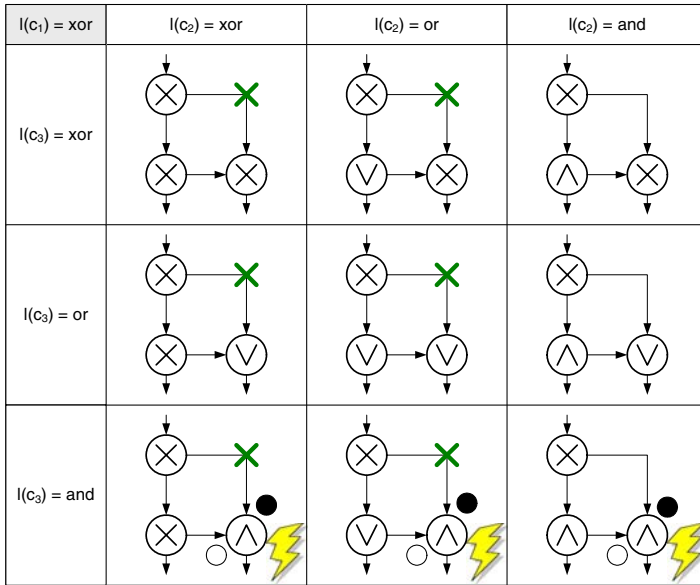 l(c₁) = xor
l(c₂) = xor
l(c₂) = or
l(c₂) = and
l(c₃) = xor
l(c₃) = or
l(c₃) = and